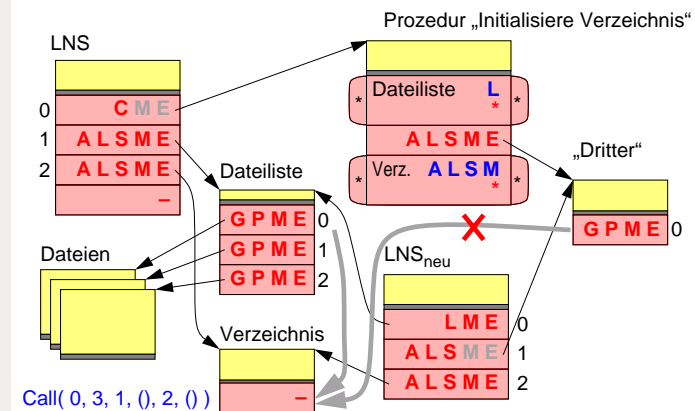 Prozedur „Initialisiere Verzeichnis“
LNS
0 C M E
1 A L S M E
2 A L S M E
–
Dateiliste L
* * *
A L S M E
Verz. A L S M
* * *
„Dritter“
G P M E 0
Dateiliste
G P M E 0
G P M E 1
G P M E 2
Dateien
LNSneu
L M E 0
A L S M E 1
A L S M E 2
Verzeichnis
–
Call( 0, 3, 1, (), 2, () )